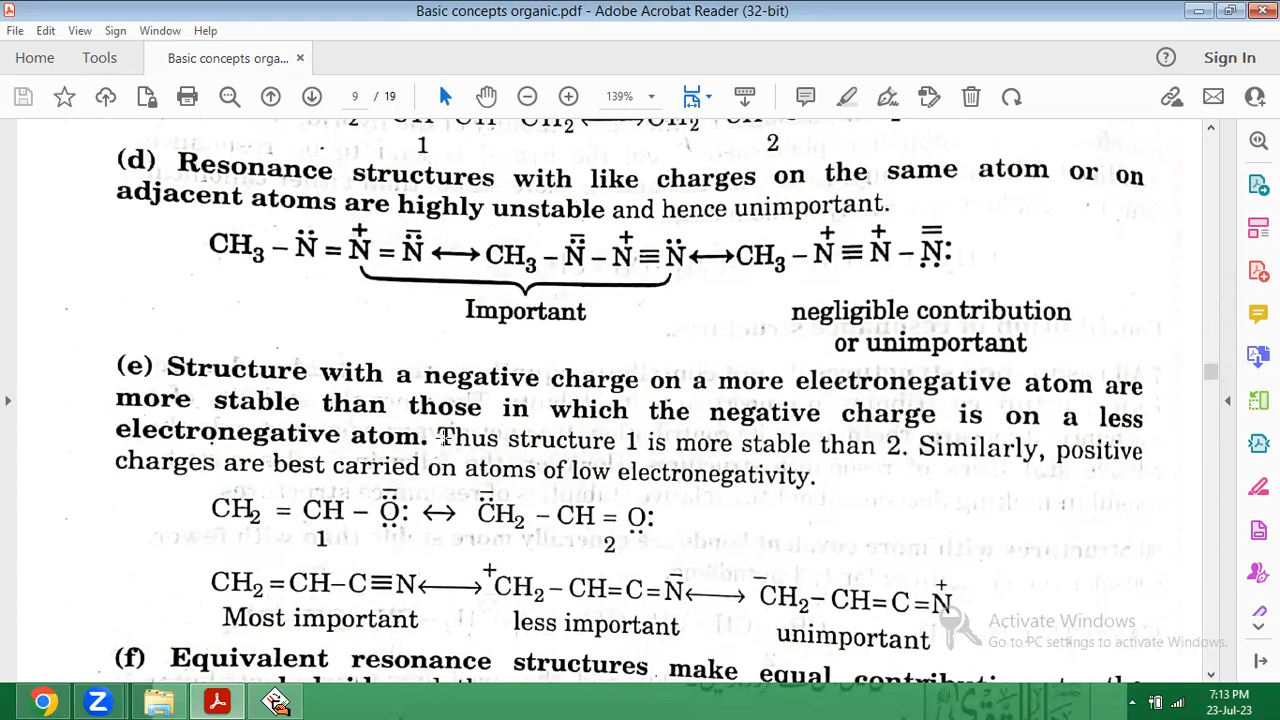 Basic concepts organic.pdf - Adobe Acrobat Reader (32-bit)
File Edit View Sign Window Help
Home Tools Basic concepts orga... × Sign In
9 / 19 139%
1 2
(d) Resonance structures with like charges on the same atom or on
adjacent atoms are highly unstable and hence unimportant.
CH₃ – N̈ = N⁺ = N̈⁻ ⟷ CH₃ – N̈⁻ – N⁺ ≡ N̈ ⟷ CH₃ – N⁺ ≡ N⁺ – N̈²⁻:
Important negligible contribution
or unimportant
(e) Structure with a negative charge on a more electronegative atom are
more stable than those in which the negative charge is on a less
electronegative atom. Thus structure 1 is more stable than 2. Similarly, positive
charges are best carried on atoms of low electronegativity.
CH₂ = CH – Ö⁻: ↔ C̈⁻H₂ – CH = Ö:
1 2
CH₂ = CH – C ≡ N ⟷ ⁺CH₂ – CH = C = N⁻ ⟷ ⁻CH₂ – CH = C = N⁺
Most important less important unimportant
Activate Windows
Go to PC settings to activate Windows.
(f) Equivalent resonance structures make equal
7:13 PM
23-Jul-23